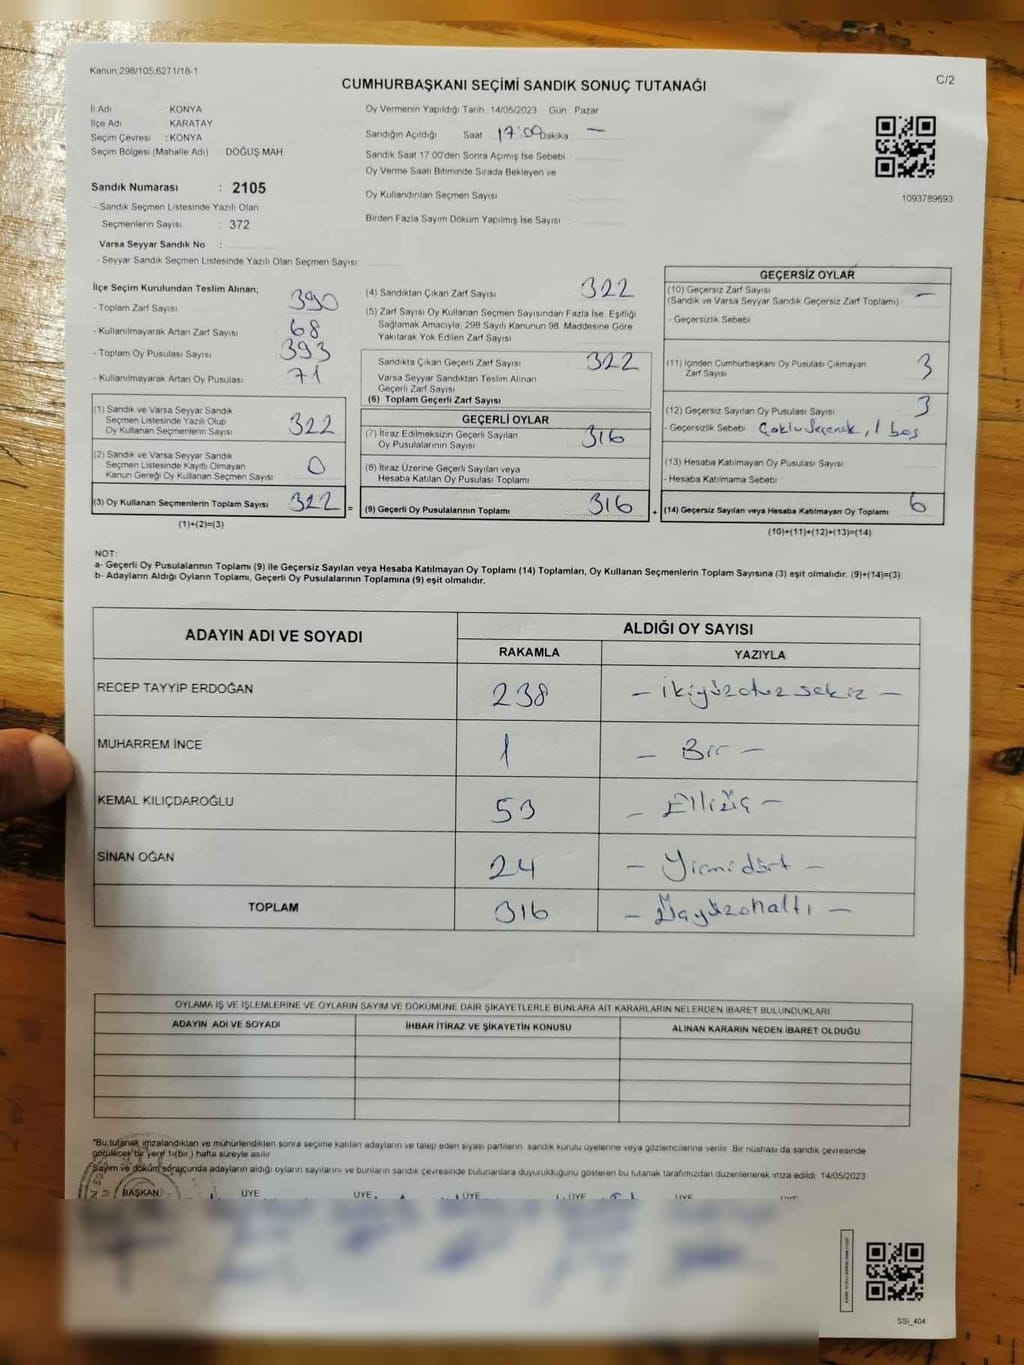 Kanun;298/105;6271/18-1
C/2
CUMHURBAŞKANI SEÇİMİ SANDIK SONUÇ TUTANAĞI
İl Adı : KONYA
İlçe Adı : KARATAY
Seçim Çevresi : KONYA
Seçim Bölgesi (Mahalle Adı) : DOĞUŞ MAH.
Sandık Numarası : 2105
- Sandık Seçmen Listesinde Yazılı Olan
Seçmenlerin Sayısı : 372
Varsa Seyyar Sandık No :
- Seyyar Sandık Seçmen Listesinde Yazılı Olan Seçmen Sayısı:
Oy Vermenin Yapıldığı Tarih :14/05/2023 Gün : Pazar
Sandığın Açıldığı Saat 17:00 Dakika —
Sandık Saat 17:00'den Sonra Açımış İse Sebebi
Oy Verme Saati Bitiminde Sırada Bekleyen ve
Oy Kullandırılan Seçmen Sayısı
Birden Fazla Sayım Döküm Yapılmış İse Sayısı
1093789693
İlçe Seçim Kurulundan Teslim Alınan;
- Toplam Zarf Sayısı 390
- Kullanılmayarak Artan Zarf Sayısı 68
- Toplam Oy Pusulası Sayısı 393
- Kullanılmayarak Artan Oy Pusulası 71
(1) Sandık ve Varsa Seyyar Sandık
Seçmen Listesinde Yazılı Olup
Oy Kullanan Seçmenlerin Sayısı 322
(2) Sandık ve Varsa Seyyar Sandık
Seçmen Listesinde Kayıtlı Olmayan
Kanun Gereği Oy Kullanan Seçmen Sayısı 0
(3) Oy Kullanan Seçmenlerin Toplam Sayısı 322 =
(1)+(2)=(3)
(4) Sandıktan Çıkan Zarf Sayısı 322
(5) Zarf Sayısı Oy Kullanan Seçmen Sayısından Fazla İse, Eşitliği
Sağlamak Amacıyla, 298 Sayılı Kanunun 98. Maddesine Göre
Yakılarak Yok Edilen Zarf Sayısı
Sandıkta Çıkan Geçerli Zarf Sayısı 322
Varsa Seyyar Sandıktan Teslim Alınan
Geçerli Zarf Sayısı
(6) Toplam Geçerli Zarf Sayısı
GEÇERLİ OYLAR
(7) İtiraz Edilmeksizin Geçerli Sayılan
Oy Pusulalarının Sayısı 316
(8) İtiraz Üzerine Geçerli Sayılan veya
Hesaba Katılan Oy Pusulası Toplamı
(9) Geçerli Oy Pusulalarının Toplamı 316 +
GEÇERSİZ OYLAR
(10) Geçersiz Zarf Sayısı —
(Sandık ve Varsa Seyyar Sandık Geçersiz Zarf Toplamı)
- Geçersizlik Sebebi
(11) İçinden Cumhurbaşkanı Oy Pusulası Çıkmayan
Zarf Sayısı 3
(12) Geçersiz Sayılan Oy Pusulası Sayısı 3
- Geçersizlik Sebebi Çoklu Seçenek, 1 boş
(13) Hesaba Katılmayan Oy Pusulası Sayısı
- Hesaba Katılmama Sebebi
(14) Geçersiz Sayılan veya Hesaba Katılmayan Oy Toplamı 6
(10)+(11)+(12)+(13)=(14)
NOT:
a- Geçerli Oy Pusulalarının Toplamı (9) ile Geçersiz Sayılan veya Hesaba Katılmayan Oy Toplamı (14) Toplamları, Oy Kullanan Seçmenlerin Toplam Sayısına (3) eşit olmalıdır. (9)+(14)=(3)
b- Adayların Aldığı Oyların Toplamı, Geçerli Oy Pusulalarının Toplamına (9) eşit olmalıdır.
ADAYIN ADI VE SOYADI
ALDIĞI OY SAYISI
RAKAMLA YAZIYLA
RECEP TAYYİP ERDOĞAN 238 – İkiyüzotuzsekiz –
MUHARREM İNCE 1 – Bir –
KEMAL KILIÇDAROĞLU 53 – Elliüç –
SİNAN OĞAN 24 – Yirmidört –
TOPLAM 316 – Üçyüzonaltı –
OYLAMA İŞ VE İŞLEMLERİNE VE OYLARIN SAYIM VE DÖKÜMÜNE DAİR ŞİKAYETLERLE BUNLARA AİT KARARLARIN NELERDEN İBARET BULUNDUKLARI
ADAYIN ADI VE SOYADI İHBAR İTİRAZ VE ŞİKAYETİN KONUSU ALINAN KARARIN NEDEN İBARET OLDUĞU
*Bu tutanak imzalandıktan ve mühürlendikten sonra seçime katılan adayların ve talep eden siyasi partilerin sandık kurulu üyelerine veya gözlemcilerine verilir. Bir nüshası da sandık çevresinde
görülecek bir yere 1 (bir) hafta süreyle asılır
Sayım ve döküm sonucunda adayların aldığı oyların sayılarını ve bunların sandık çevresinde bulunanlara duyurulduğunu gösteren bu tutanak tarafımızdan düzenlenerek imza edildi. 14/05/2023
BAŞKAN ÜYE ÜYE ÜYE ÜYE ÜYE ÜYE
SSİ_404